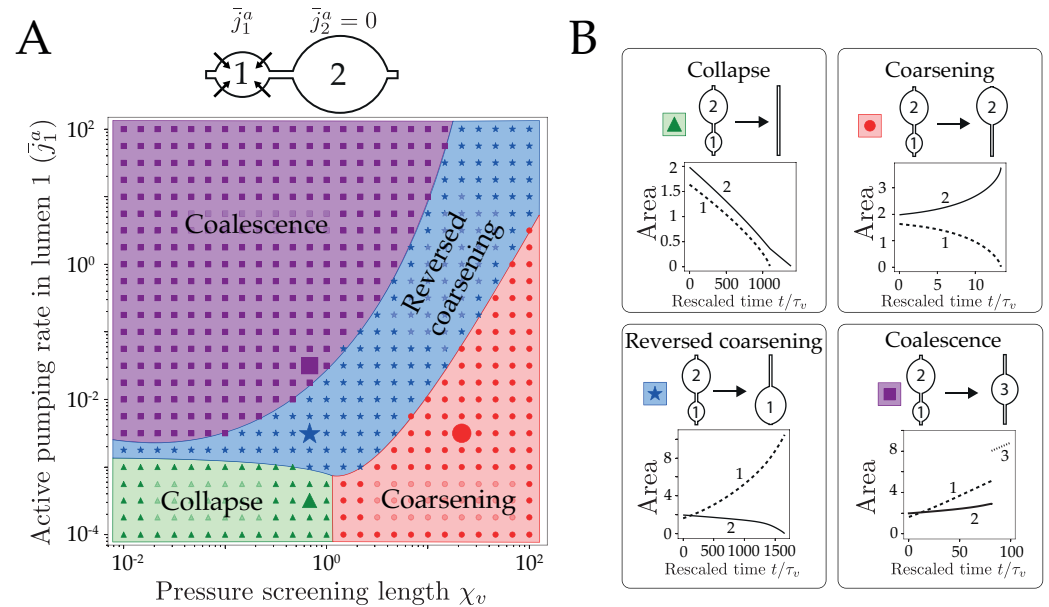 A
j̄₁ᵃ
j̄₂ᵃ = 0
1
2
Active pumping rate in lumen 1 (j̄₁ᵃ)
10²
10⁰
10⁻²
10⁻⁴
Coalescence
Reversed
coarsening
Collapse
Coarsening
10⁻² 10⁰ 10²
Pressure screening length χᵥ
B
Collapse
2
1
Area
2
1.5
1
0.5
0
2
1
0 500 1000
Rescaled time t/τᵥ
Coarsening
2
1
2
Area
2
0
2
1
0 5 10
Rescaled time t/τᵥ
Reversed coarsening
2
1
1
Area
8
4
0
1
2
0 500 1000 1500
Rescaled time t/τᵥ
Coalescence
2
1
3
Area
8
4
0
3
1
2
0 50 100
Rescaled time t/τᵥ